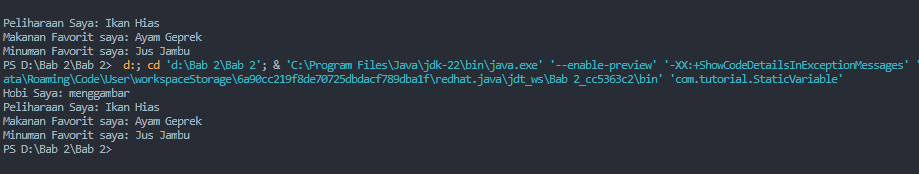 Peliharaan Saya: Ikan Hias
Makanan Favorit saya: Ayam Geprek
Minuman Favorit saya: Jus Jambu
PS D:\Bab 2\Bab 2>  d:; cd 'd:\Bab 2\Bab 2'; & 'C:\Program Files\Java\jdk-22\bin\java.exe' '--enable-preview' '-XX:+ShowCodeDetailsInExceptionMessages' '
ata\Roaming\Code\User\workspaceStorage\6a90cc219f8de70725dbdacf789dba1f\redhat.java\jdt_ws\Bab 2_cc5363c2\bin' 'com.tutorial.StaticVariable'
Hobi Saya: menggambar
Peliharaan Saya: Ikan Hias
Makanan Favorit saya: Ayam Geprek
Minuman Favorit saya: Jus Jambu
PS D:\Bab 2\Bab 2>